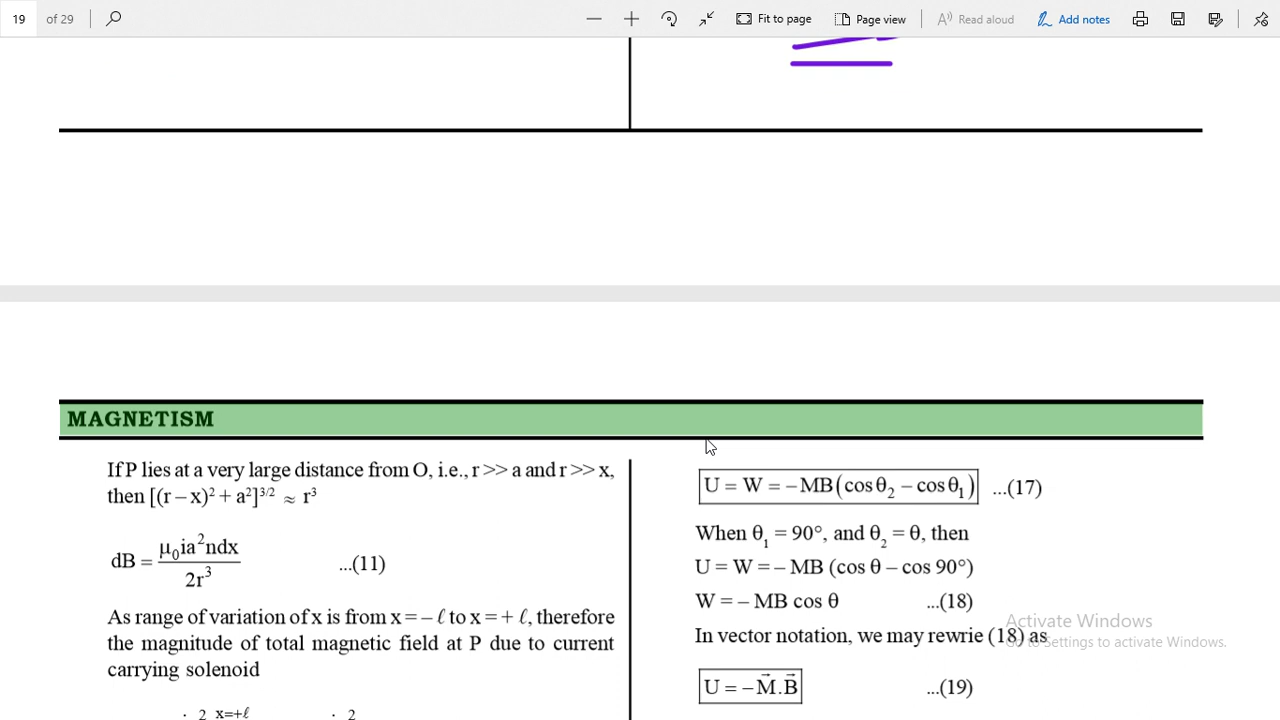 19 of 29 Fit to page Page view Read aloud Add notes
MAGNETISM
If P lies at a very large distance from O, i.e., r >> a and r >> x,
then [(r – x)² + a²]³ᐟ² ≈ r³
dB = μ₀ia²ndx / 2r³ ...(11)
As range of variation of x is from x = – ℓ to x = + ℓ, therefore
the magnitude of total magnetic field at P due to current
carrying solenoid
2 x=+ℓ 2
U = W = – MB(cos θ₂ – cos θ₁) ...(17)
When θ₁ = 90°, and θ₂ = θ, then
U = W = – MB (cos θ – cos 90°)
W = – MB cos θ ...(18)
In vector notation, we may rewrie (18) as
U = – M⃗.B⃗ ...(19)
Activate Windows
Go to Settings to activate Windows.